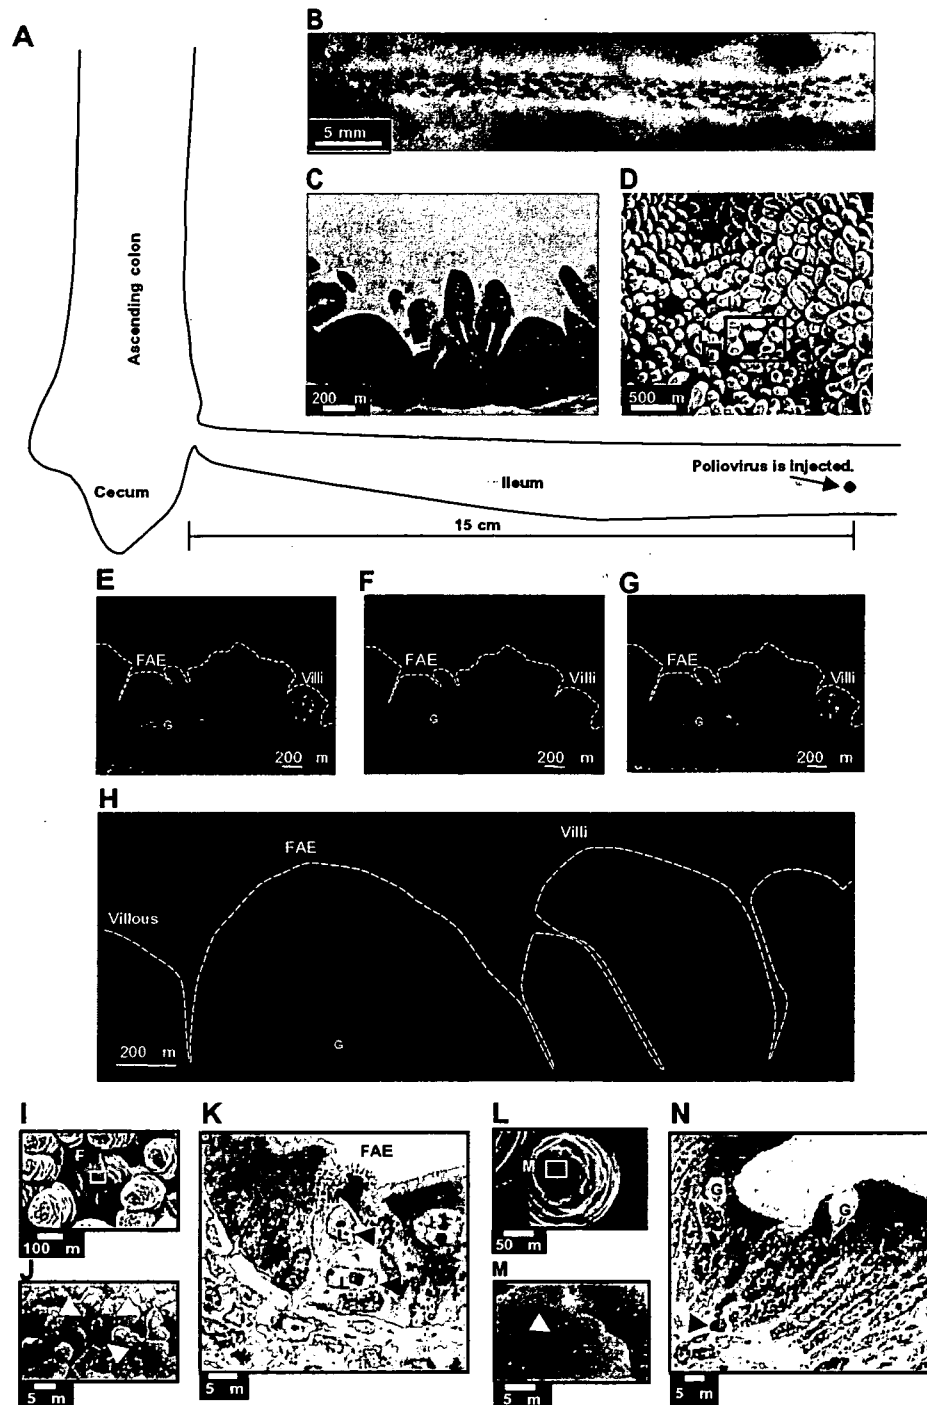 A
B
5 mm
C
200 m
D
500 m
Ascending colon
Cecum
Ileum
Poliovirus is injected.
15 cm
E
FAE
Villi
G
200 m
F
FAE
Villi
G
200 m
G
FAE
Villi
G
200 m
H
Villous
FAE
Villi
G
200 m
I
F
100 m
J
5 m
K
FAE
M
L
L
5 m
L
M
50 m
M
5 m
N
G
G
5 m